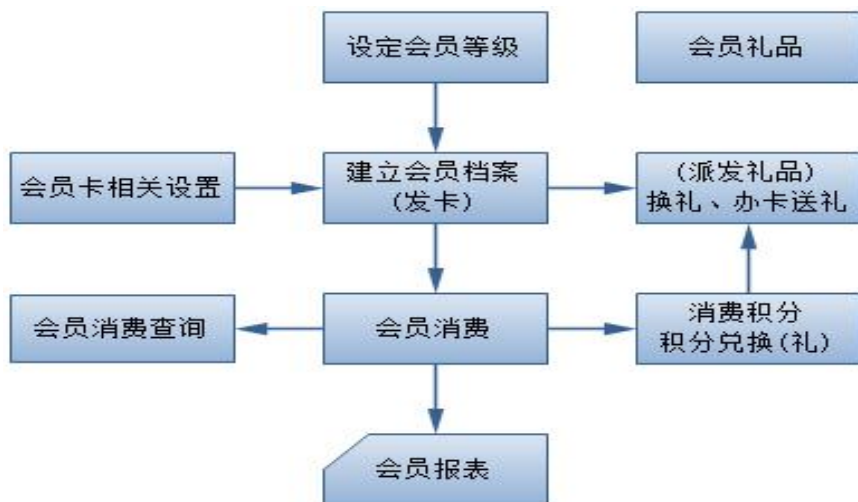 设定会员等级
会员礼品
会员卡相关设置
建立会员档案
(发卡)
(派发礼品)
换礼、办卡送礼
会员消费查询
会员消费
消费积分
积分兑换(礼)
会员报表